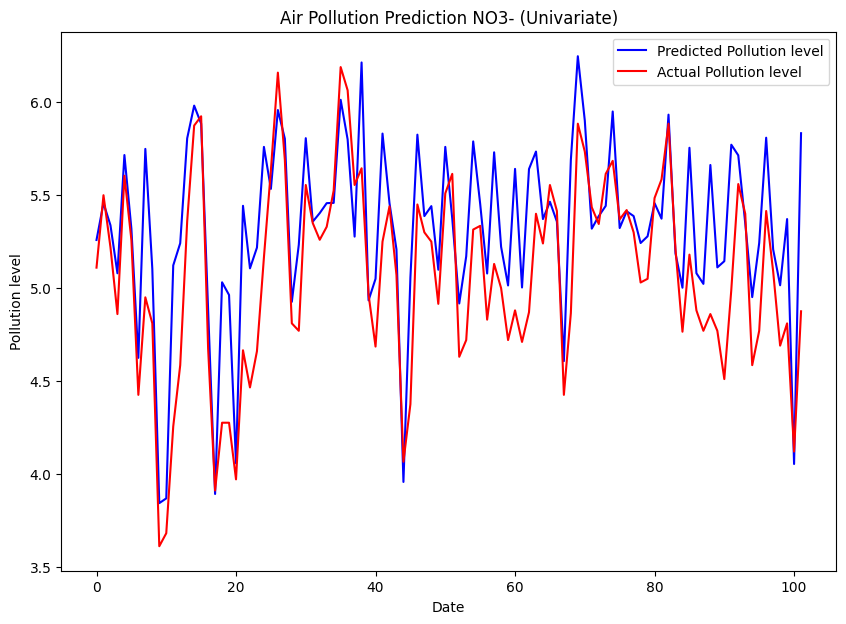 Air Pollution Prediction NO3- (Univariate)
Predicted Pollution level
Actual Pollution level
6.0
5.5
5.0
4.5
4.0
3.5
Pollution level
0 20 40 60 80 100
Date